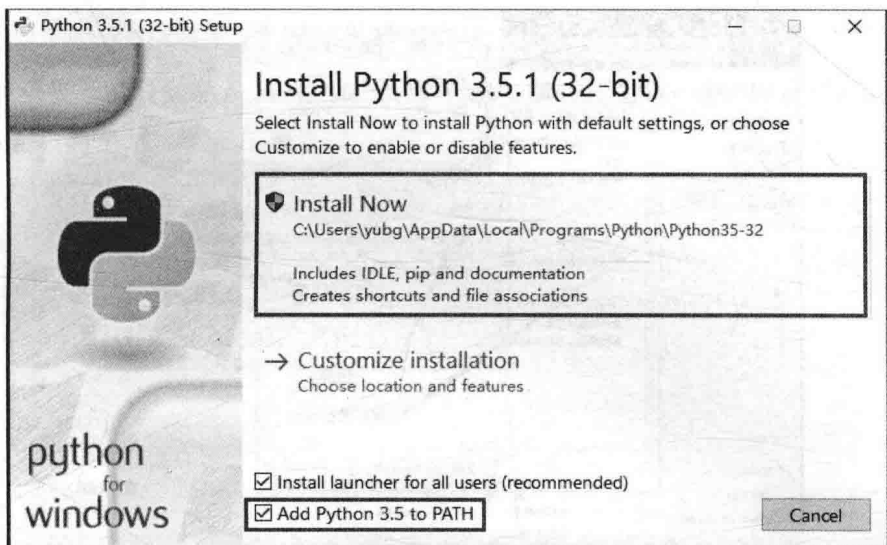 Python 3.5.1 (32-bit) Setup
Install Python 3.5.1 (32-bit)
Select Install Now to install Python with default settings, or choose
Customize to enable or disable features.
Install Now
C:\Users\yubg\AppData\Local\Programs\Python\Python35-32
Includes IDLE, pip and documentation
Creates shortcuts and file associations
→ Customize installation
Choose location and features
python
for
windows
Install launcher for all users (recommended)
Add Python 3.5 to PATH
Cancel